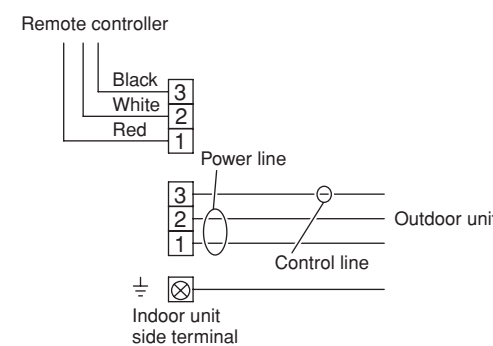 Remote controller
Black
3
White
2
Red
1
Power line
3
2
Outdoor unit
1
Control line
Indoor unit
side terminal